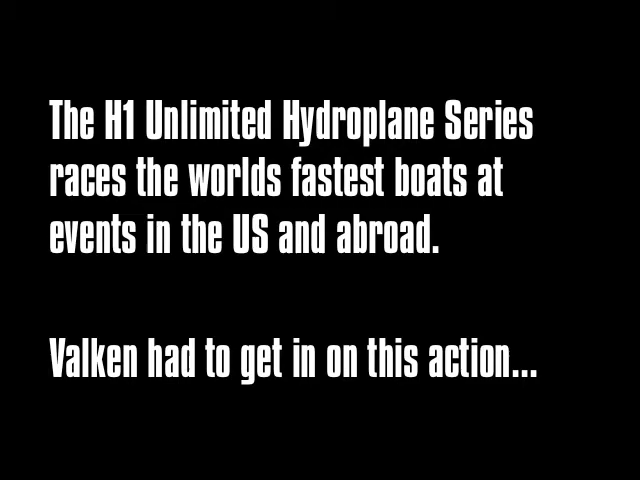 The H1 Unlimited Hydroplane Series
races the worlds fastest boats at
events in the US and abroad.
Valken had to get in on this action...